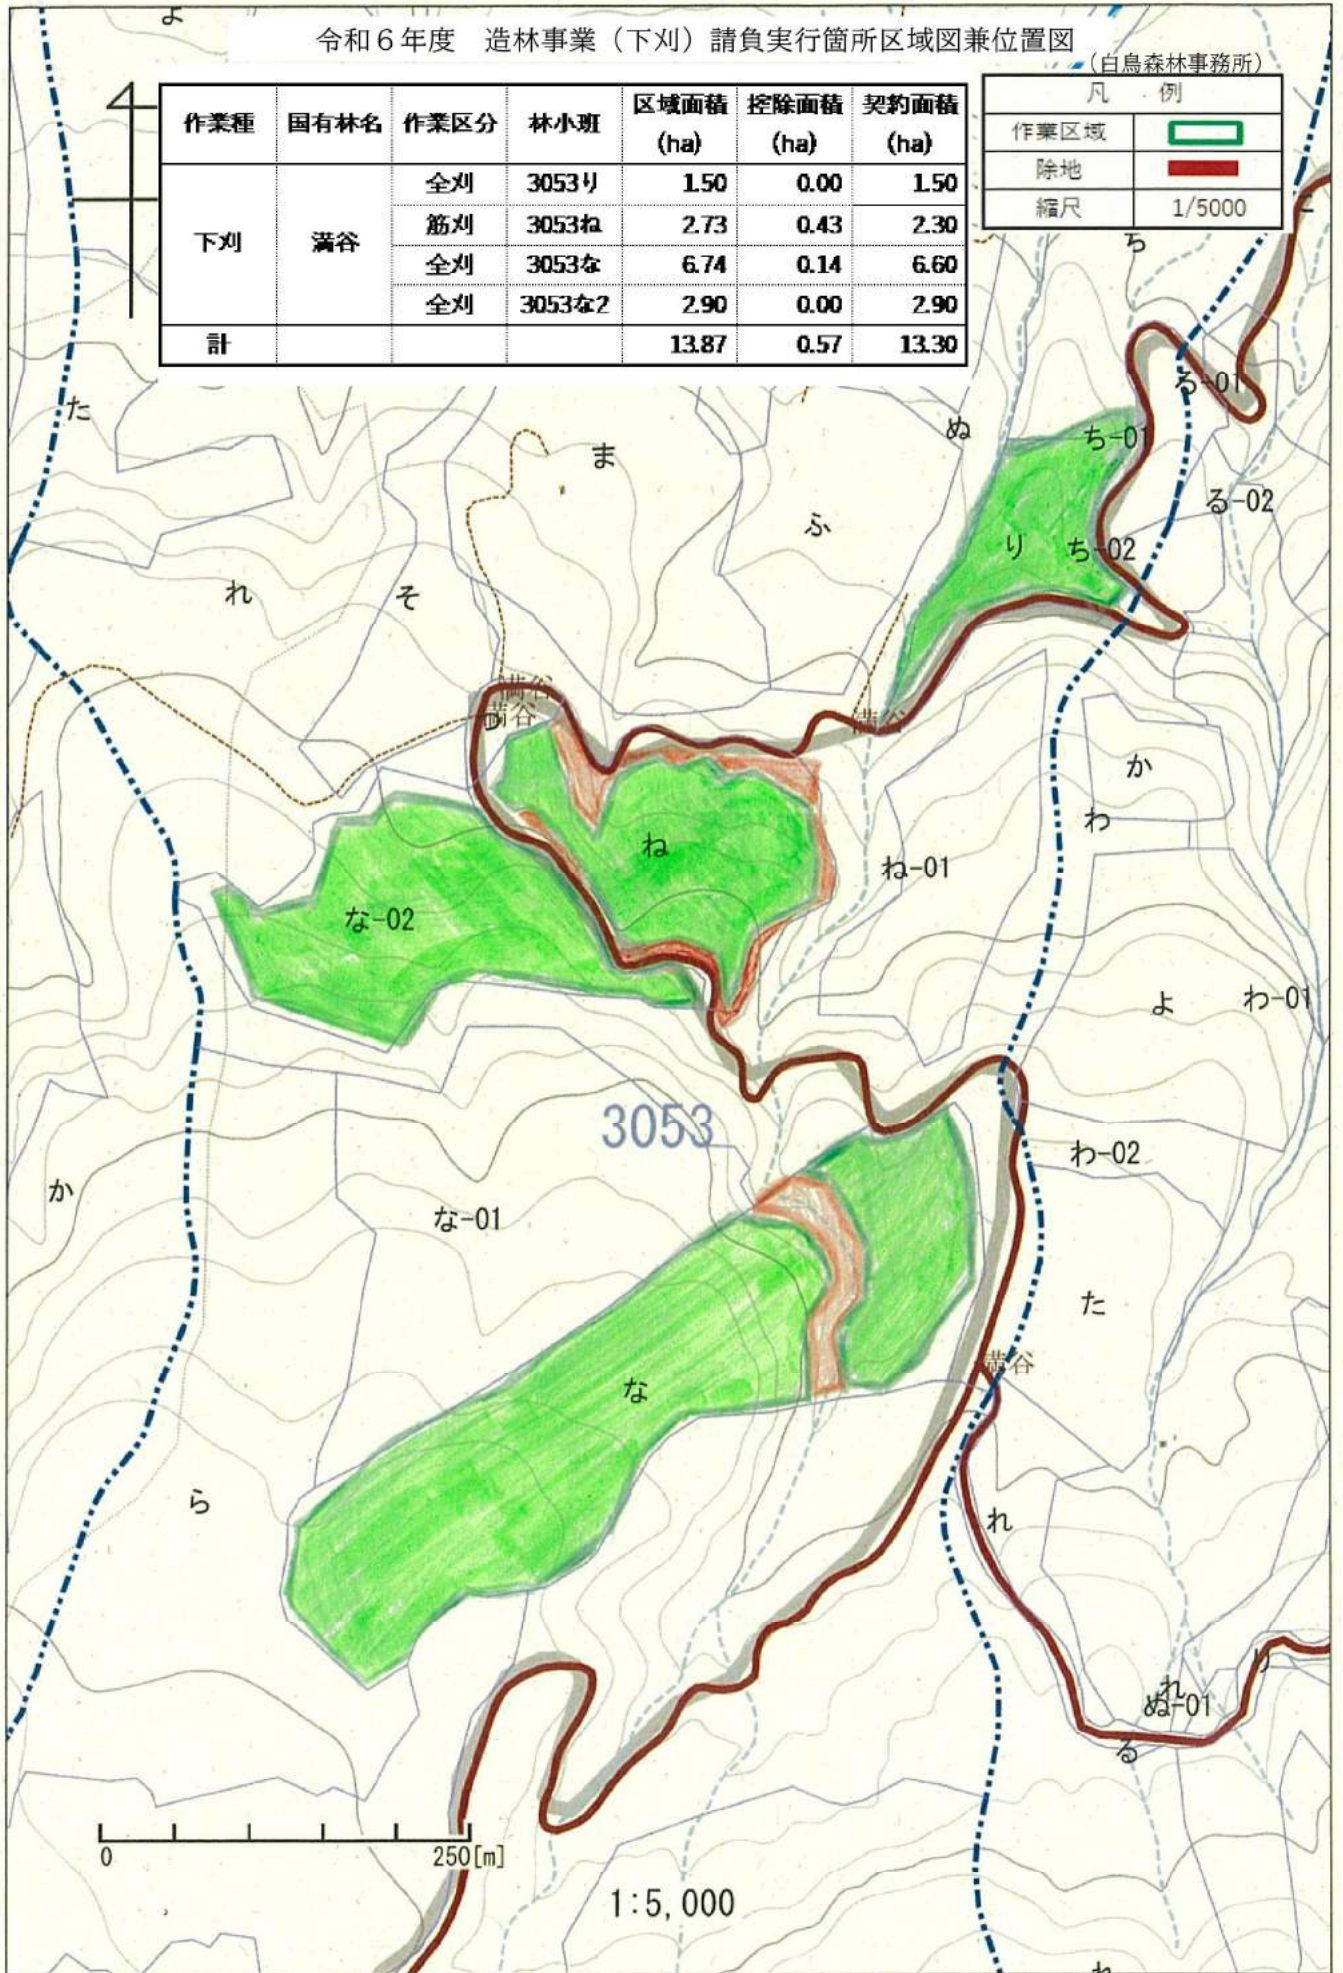 よ
令和６年度　造林事業（下刈）請負実行箇所区域図兼位置図
（白鳥森林事務所）
作業種 国有林名 作業区分 林小班 区域面積(ha) 控除面積(ha) 契約面積(ha)
下刈 満谷 全刈 3053り 1.50 0.00 1.50
筋刈 3053ね 2.73 0.43 2.30
全刈 3053な 6.74 0.14 6.60
全刈 3053な2 2.90 0.00 2.90
計 13.87 0.57 13.30
凡　例
作業区域
除地
縮尺 1/5000
ち
る-01
た
ぬ
ち-01
ま
る-02
ふ
り
ち-02
れ
そ
満谷
満谷
つ
満谷
か
わ
ね
ね-01
な-02
よ
わ-01
3053
わ-02
か
な-01
た
満谷
な
ら
れ
り
れ
ぬ-01
る
0
250[m]
1:5,000